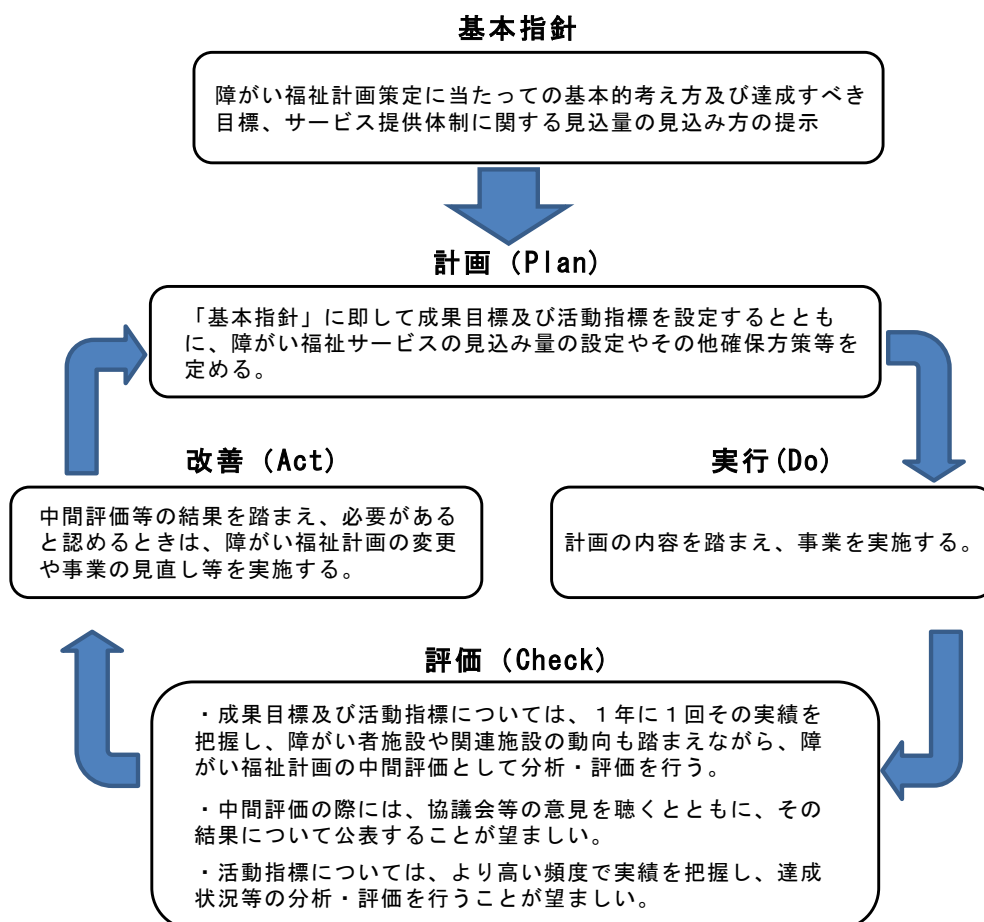 基本指針
障がい福祉計画策定に当たっての基本的考え方及び達成すべき
目標、サービス提供体制に関する見込量の見込み方の提示
計画（Plan）
「基本指針」に即して成果目標及び活動指標を設定するととも
に、障がい福祉サービスの見込み量の設定やその他確保方策等を
定める。
改善（Act）
中間評価等の結果を踏まえ、必要がある
と認めるときは、障がい福祉計画の変更
や事業の見直し等を実施する。
実行(Do)
計画の内容を踏まえ、事業を実施する。
評価（Check）
・成果目標及び活動指標については、１年に１回その実績を
把握し、障がい者施設や関連施設の動向も踏まえながら、障
がい福祉計画の中間評価として分析・評価を行う。
・中間評価の際には、協議会等の意見を聴くとともに、その
結果について公表することが望ましい。
・活動指標については、より高い頻度で実績を把握し、達成
状況等の分析・評価を行うことが望ましい。